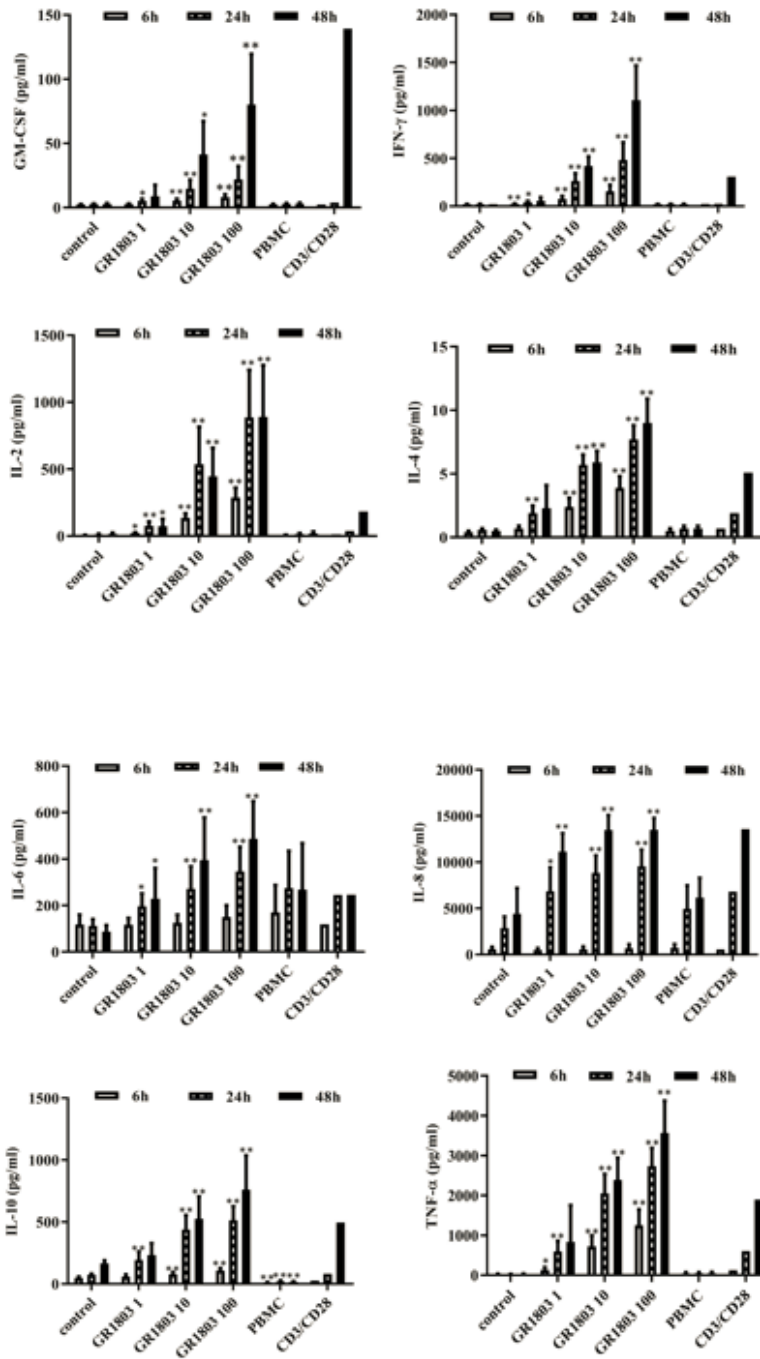 6h 24h 48h
GM-CSF (pg/ml)
150
100
50
0
** * ** ** * ** ** **
control GR1803 1 GR1803 10 GR1803 100 PBMC CD3/CD28
6h 24h 48h
IFN-γ (pg/ml)
2000
1500
1000
500
0
** * ** ** ** ** ** **
control GR1803 1 GR1803 10 GR1803 100 PBMC CD3/CD28
6h 24h 48h
IL-2 (pg/ml)
1500
1000
500
0
* ** * ** ** ** ** ** **
control GR1803 1 GR1803 10 GR1803 100 PBMC CD3/CD28
6h 24h 48h
IL-4 (pg/ml)
15
10
5
0
** ** ** ** ** ** **
control GR1803 1 GR1803 10 GR1803 100 PBMC CD3/CD28
6h 24h 48h
IL-6 (pg/ml)
800
600
400
200
0
* * ** ** ** **
control GR1803 1 GR1803 10 GR1803 100 PBMC CD3/CD28
6h 24h 48h
IL-8 (pg/ml)
20000
15000
10000
5000
0
* ** ** ** ** **
control GR1803 1 GR1803 10 GR1803 100 PBMC CD3/CD28
6h 24h 48h
IL-10 (pg/ml)
1500
1000
500
0
** ** ** ** ** ** ** ** ** **
control GR1803 1 GR1803 10 GR1803 100 PBMC CD3/CD28
6h 24h 48h
TNF-α (pg/ml)
5000
4000
3000
2000
1000
0
* ** ** ** ** ** ** **
control GR1803 1 GR1803 10 GR1803 100 PBMC CD3/CD28